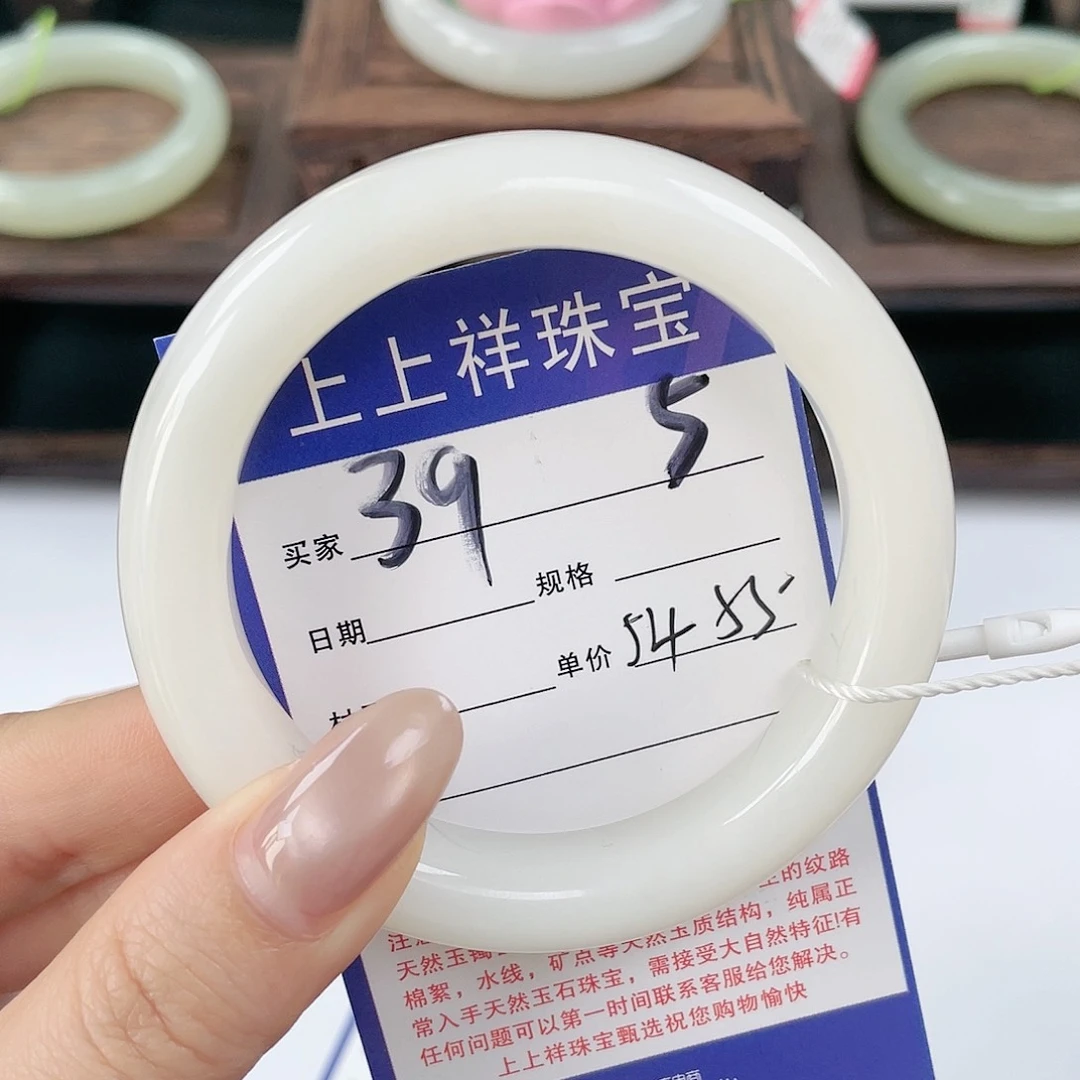 上上祥珠宝
39 5
买家
规格
日期
54 55
单价
的纹路
天然玉镯 天然玉质结构，纯属正
棉絮，水线，矿点等
常入手天然玉石珠宝，需接受大自然特征!有
任何问题可以第一时间联系客服给您解决。
上上祥珠宝甄选祝您购物愉快